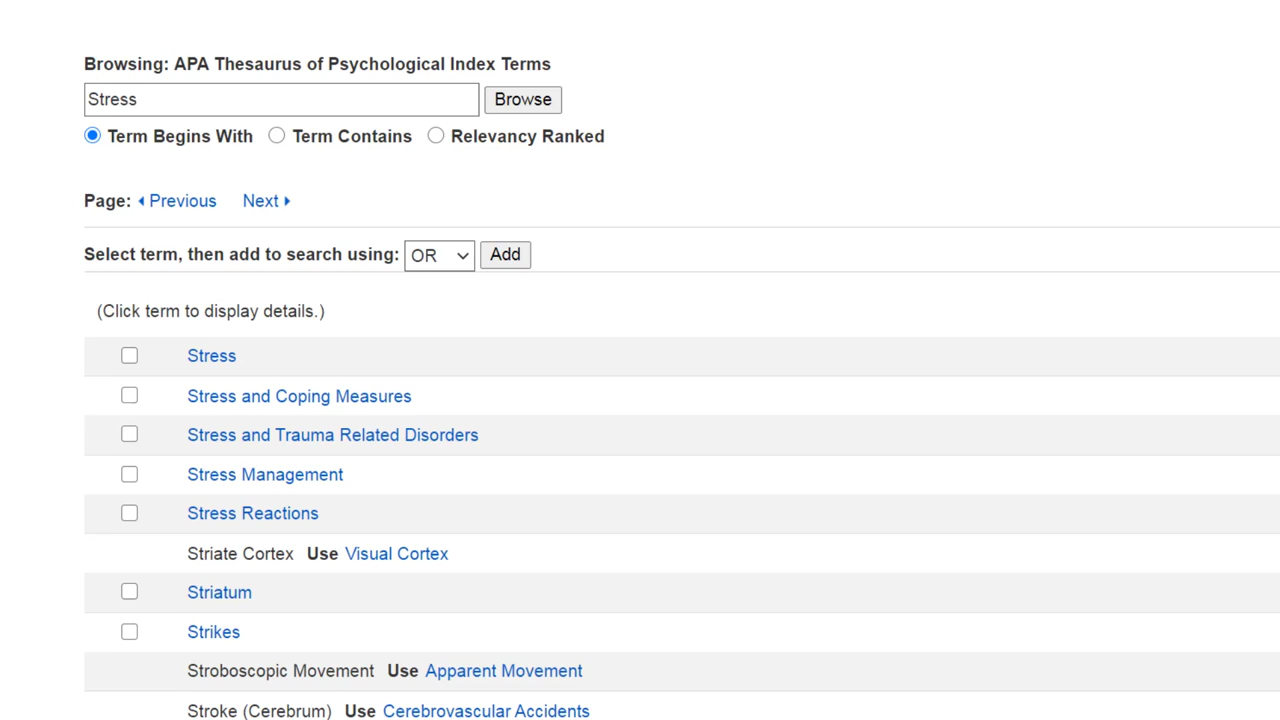 Browsing: APA Thesaurus of Psychological Index Terms
Stress Browse
Term Begins With Term Contains Relevancy Ranked
Page: Previous Next
Select term, then add to search using: OR Add
(Click term to display details.)
Stress
Stress and Coping Measures
Stress and Trauma Related Disorders
Stress Management
Stress Reactions
Striate Cortex Use Visual Cortex
Striatum
Strikes
Stroboscopic Movement Use Apparent Movement
Stroke (Cerebrum) Use Cerebrovascular Accidents